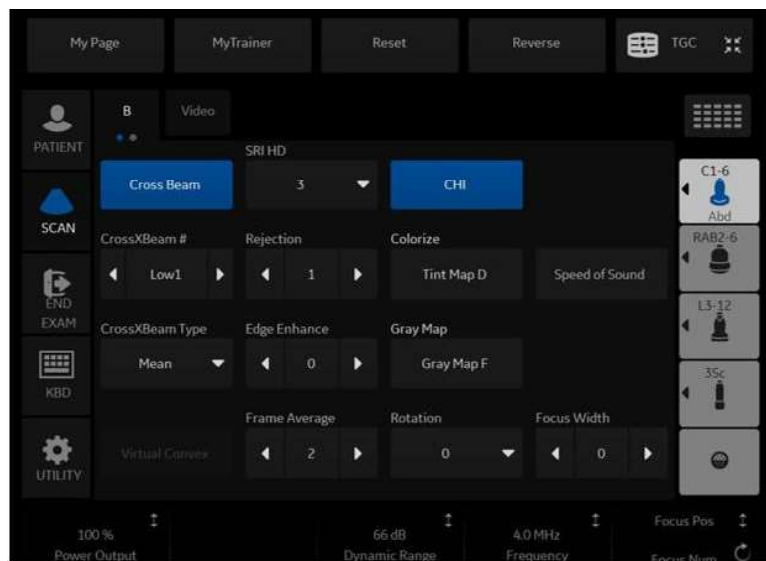 My Page
MyTrainer
Reset
Reverse
TGC
PATIENT
SCAN
END
EXAM
KBD
UTILITY
B
Video
SRI HD
Cross Beam
3
CHI
CrossXBeam #
Rejection
Colorize
Low1
1
Tint Map D
Speed of Sound
CrossXBeam Type
Edge Enhance
Gray Map
Mean
0
Gray Map F
Frame Average
Rotation
Focus Width
Virtual Convex
2
0
0
C1-6
Abd
RAB2-6
L3-12
3Sc
100 %
Power Output
66 dB
Dynamic Range
4.0 MHz
Frequency
Focus Pos
Focus Num